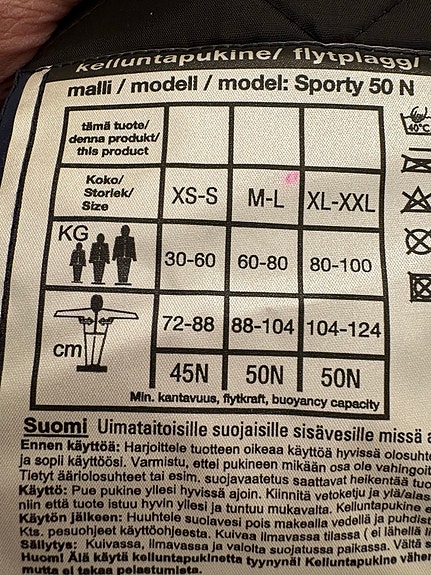 kelluntapukine/ flytplagg/
malli / modell / model: Sporty 50 N
tämä tuote/
denna produkt/
this product
Koko/
Storlek/
Size
XS-S M-L XL-XXL
KG
30-60 60-80 80-100
cm
72-88 88-104 104-124
45N 50N 50N
Min. kantavuus, flytkraft, buoyancy capacity
40°C
Suomi Uimataitoisille suojaisille sisävesille missä a
Ennen käyttöä: Harjoittele tuotteen oikeaa käyttöä hyvissä olosuhte
ja sopii käyttöösi. Varmistu, ettei pukineen mikään osa ole vahingoit
Tietyt ääriolosuhteet tai esim. suojavaatetus saattavat heikentää tuo
Käyttö: Pue pukine yllesi hyvissä ajoin. Kiinnitä vetoketju ja ylä/alas
niin että tuote istuu hyvin yllesi ja tuntuu mukavalta. Kelluntapukine
Käytön jälkeen: Huuhtele suolavesi pois makealla vedellä ja puhdist
Kts. pesuohjeet käyttöohjeesta. Kuivaa ilmavassa tilassa ( ei lähellä
Säilytys: Kuivassa, ilmavassa ja valolta suojatussa paikassa. Vältä s
Huom! Älä käytä kelluntapukinetta tyynynä! Kelluntapukine vähen
mutta ei takaa pelastumista.